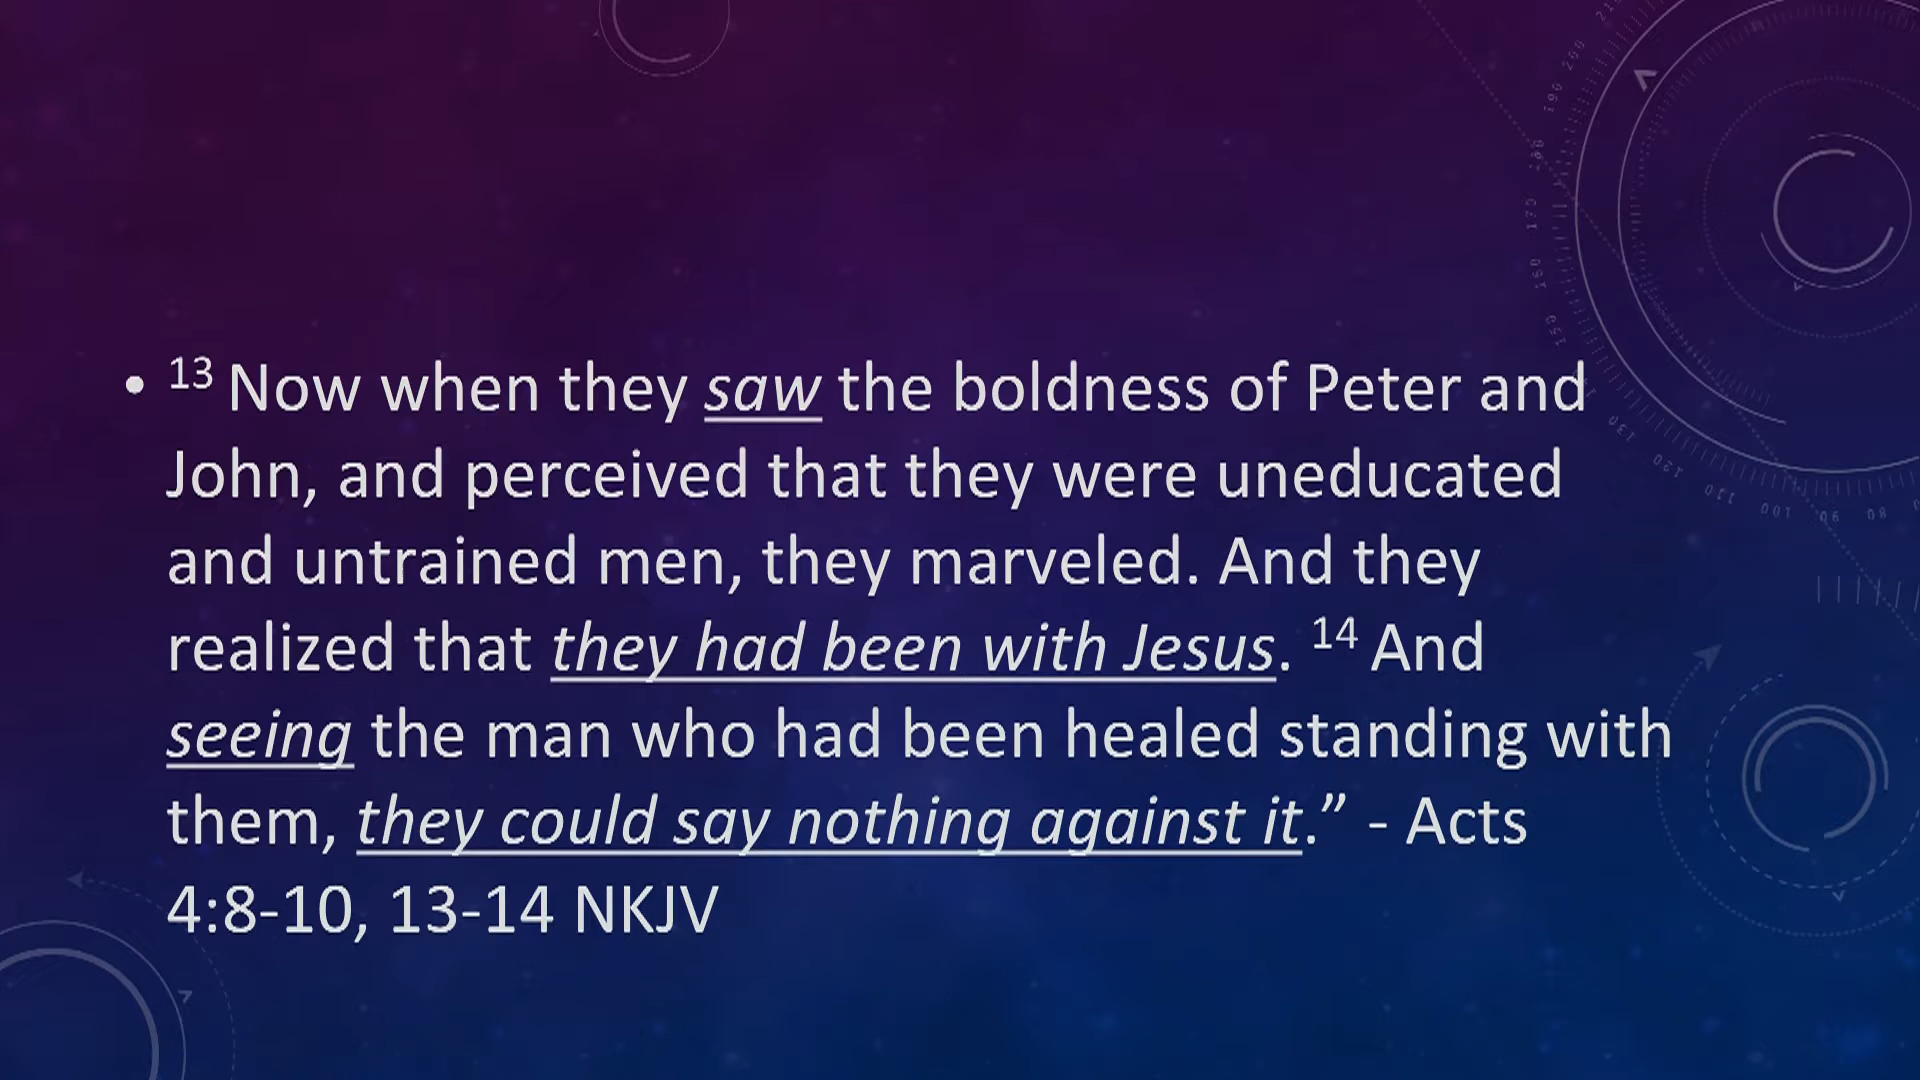 • 13 Now when they saw the boldness of Peter and
John, and perceived that they were uneducated
and untrained men, they marveled. And they
realized that they had been with Jesus. 14 And
seeing the man who had been healed standing with
them, they could say nothing against it.” - Acts
4:8-10, 13-14 NKJV